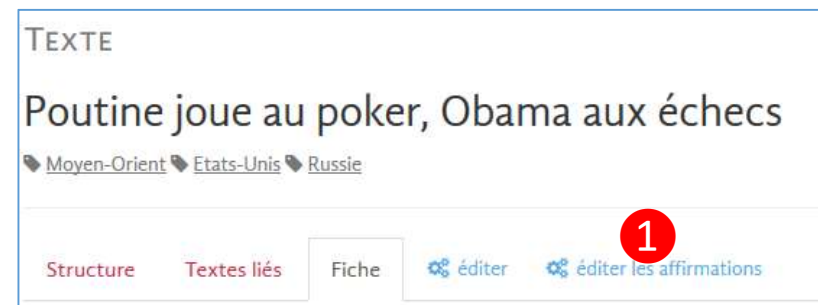 TEXTE
Poutine joue au poker, Obama aux échecs
Moyen-Orient Etats-Unis Russie
1
Structure Textes liés Fiche éditer éditer les affirmations